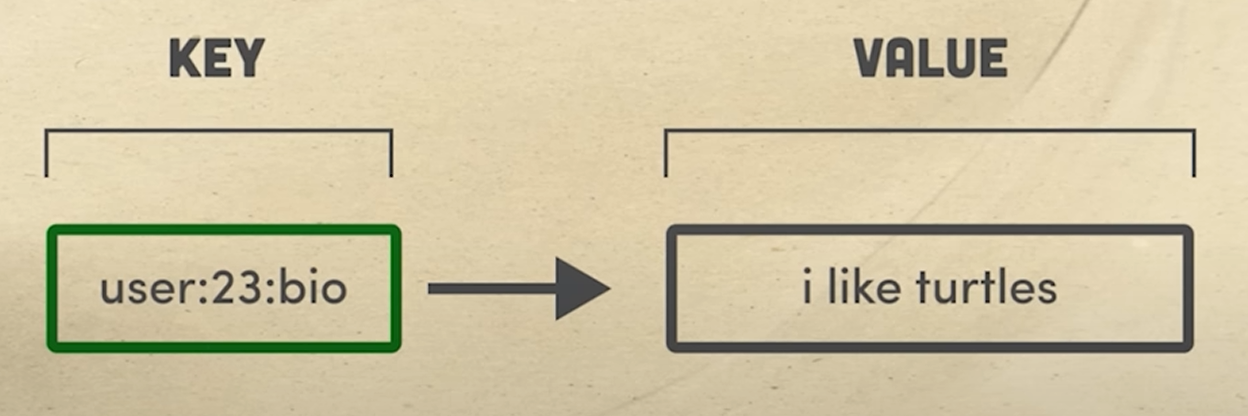 KEY
VALUE
user:23:bio
i like turtles